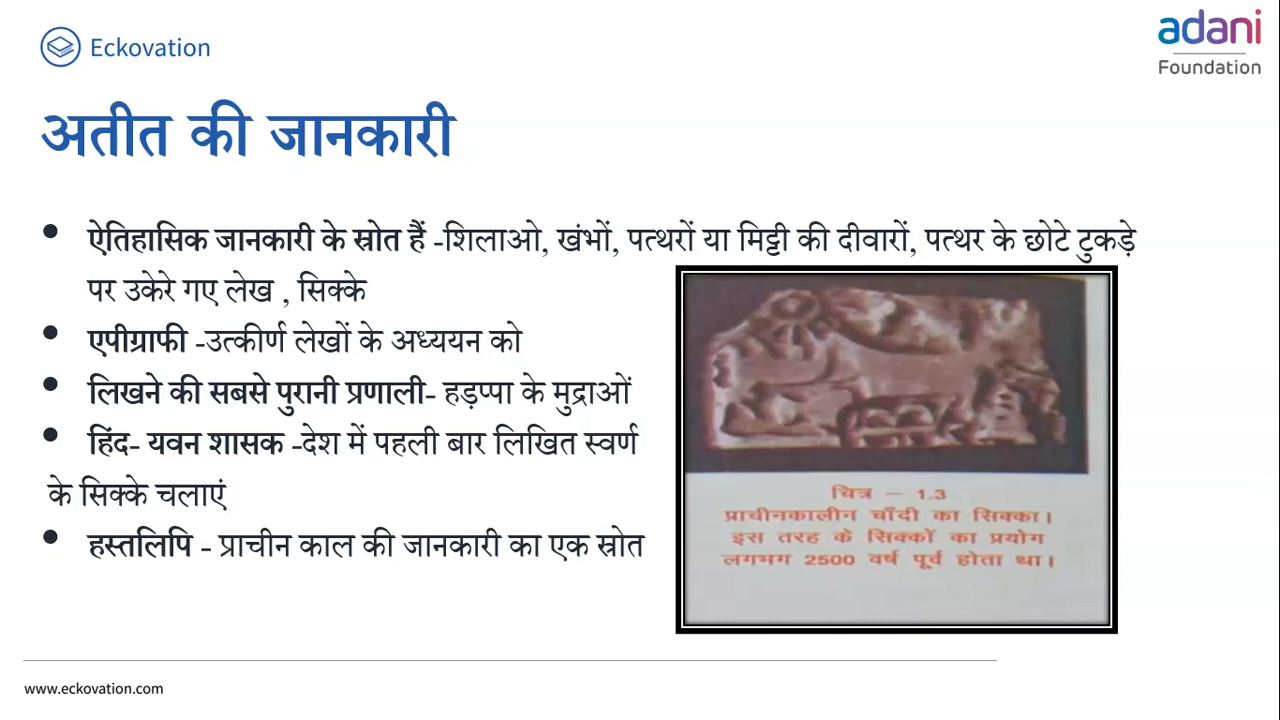 Eckovation
adani
Foundation
अतीत की जानकारी
• ऐतिहासिक जानकारी के स्रोत हैं -शिलाओ, खंभों, पत्थरों या मिट्टी की दीवारों, पत्थर के छोटे टुकड़े
पर उकेरे गए लेख , सिक्के
• एपीग्राफी -उत्कीर्ण लेखों के अध्ययन को
• लिखने की सबसे पुरानी प्रणाली- हड़प्पा के मुद्राओं
• हिंद- यवन शासक -देश में पहली बार लिखित स्वर्ण
के सिक्के चलाएं
• हस्तलिपि - प्राचीन काल की जानकारी का एक स्रोत
चित्र – 1.3
प्राचीनकालीन चाँदी का सिक्का।
इस तरह के सिक्कों का प्रयोग
लगभग 2500 वर्ष पूर्व होता था।
www.eckovation.com